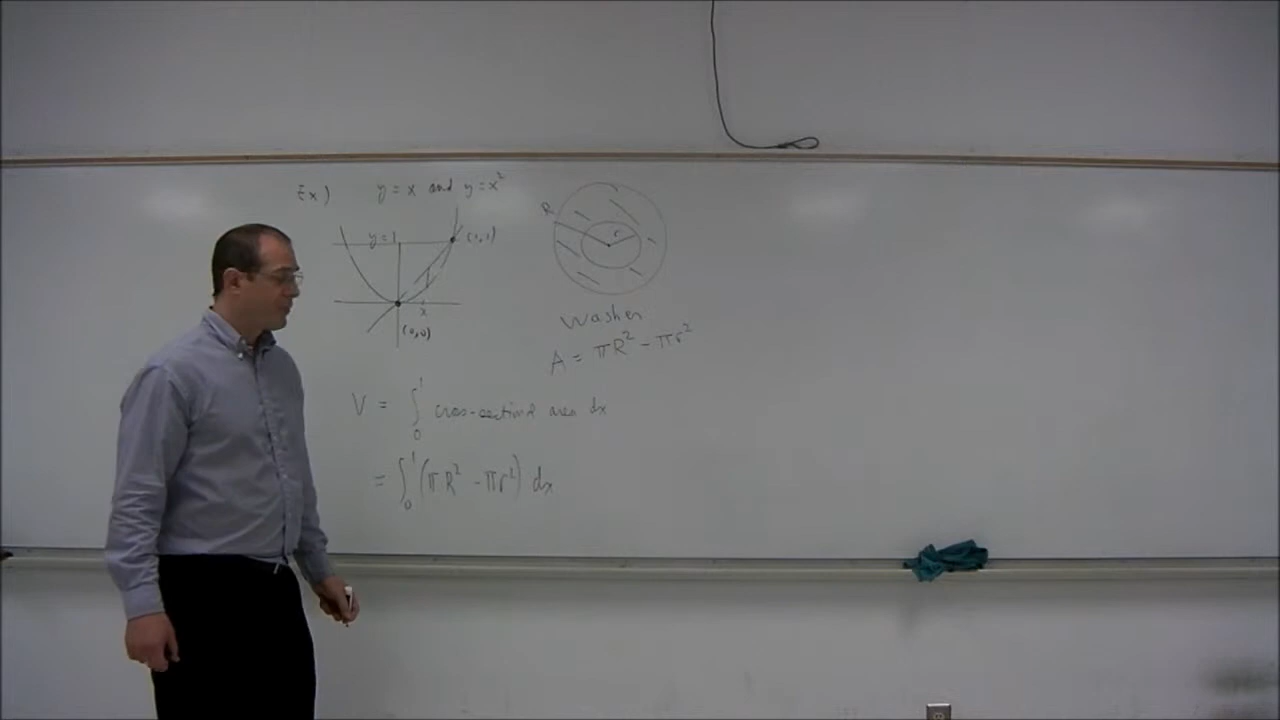 Ex) y = x and y = x²
y = 1
(1,1)
x
(0,0)
R
r
Washer
A = πR² - πr²
V = ∫₀¹ cross-sectional area dx
= ∫₀¹ (πR² - πr²) dx